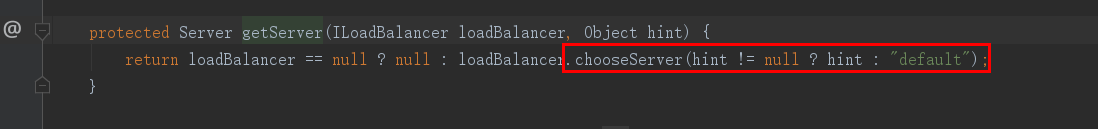 @
protected Server getServer(ILoadBalancer loadBalancer, Object hint) {
return loadBalancer == null ? null : loadBalancer.chooseServer(hint != null ? hint : "default");
}